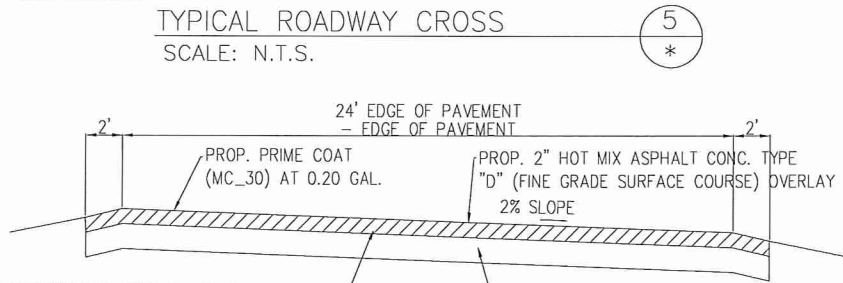 TYPICAL ROADWAY CROSS
SCALE: N.T.S.
5
*
24' EDGE OF PAVEMENT
- EDGE OF PAVEMENT
2'
2'
PROP. PRIME COAT
(MC_30) AT 0.20 GAL.
PROP. 2" HOT MIX ASPHALT CONC. TYPE
"D" (FINE GRADE SURFACE COURSE) OVERLAY
2% SLOPE